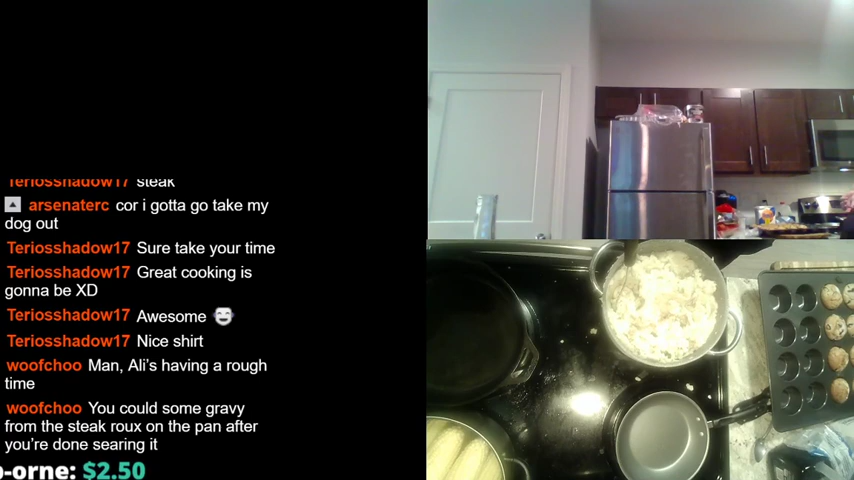 Teriosshadow17 steak
arsenaterc cor i gotta go take my
dog out
Teriosshadow17 Sure take your time
Teriosshadow17 Great cooking is
gonna be XD
Teriosshadow17 Awesome
Teriosshadow17 Nice shirt
woofchoo Man, Ali's having a rough
time
woofchoo You could some gravy
from the steak roux on the pan after
you're done searing it
o-orne: $2.50